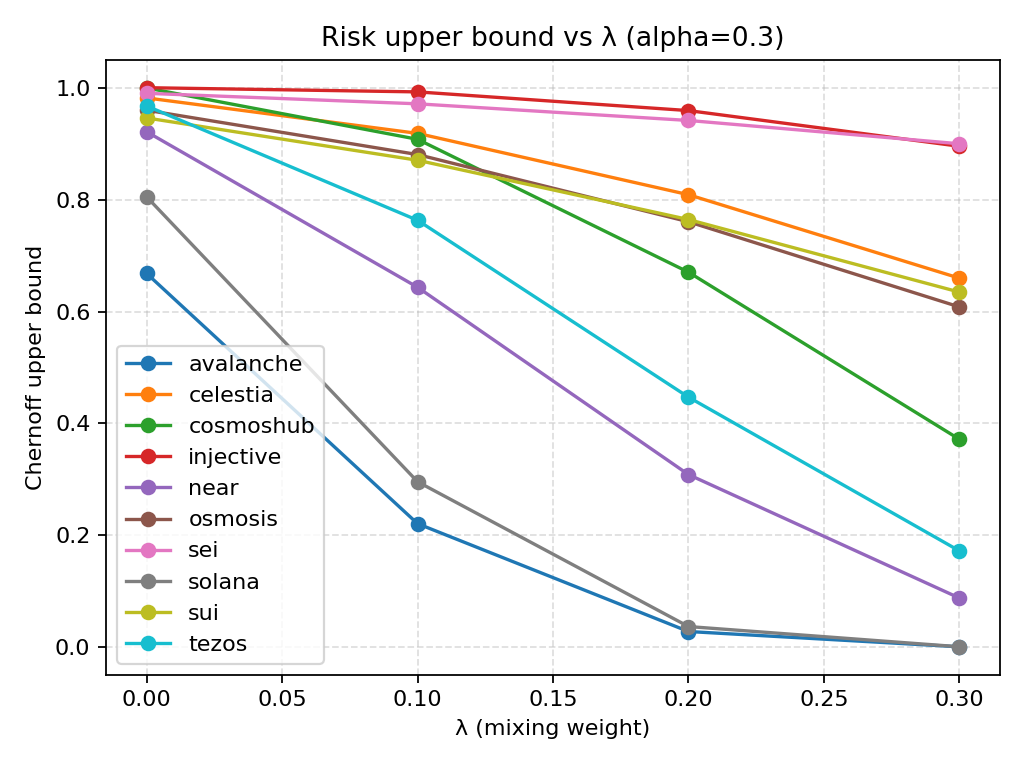 Risk upper bound vs λ (alpha=0.3)
Chernoff upper bound
1.0
0.8
0.6
0.4
0.2
0.0
avalanche
celestia
cosmoshub
injective
near
osmosis
sei
solana
sui
tezos
0.00 0.05 0.10 0.15 0.20 0.25 0.30
λ (mixing weight)